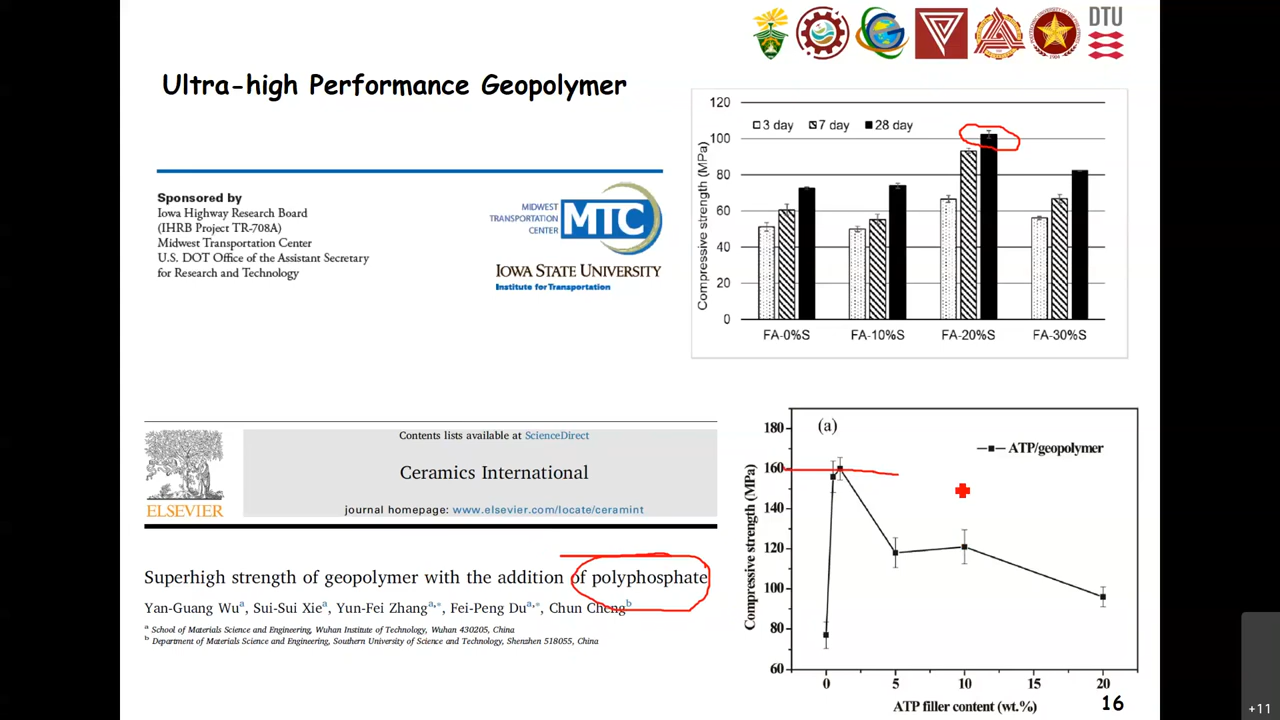 DTU
Ultra-high Performance Geopolymer
Sponsored by
Iowa Highway Research Board
(IHRB Project TR-708A)
Midwest Transportation Center
U.S. DOT Office of the Assistant Secretary
for Research and Technology
MIDWEST
TRANSPORTATION
CENTER
MTC
IOWA STATE UNIVERSITY
Institute for Transportation
3 day 7 day 28 day
Compressive strength (MPa)
120
100
80
60
40
20
0
FA-0%S FA-10%S FA-20%S FA-30%S
Contents lists available at ScienceDirect
Ceramics International
journal homepage: www.elsevier.com/locate/ceramint
ELSEVIER
Superhigh strength of geopolymer with the addition of polyphosphate
Yan-Guang Wuª, Sui-Sui Xieª, Yun-Fei Zhangª,*, Fei-Peng Duª,*, Chun Chengᵇ
ª School of Materials Science and Engineering, Wuhan Institute of Technology, Wuhan 430205, China
ᵇ Department of Materials Science and Engineering, Southern University of Science and Technology, Shenzhen 518055, China
(a)
ATP/geopolymer
Compressive strength (MPa)
180
160
140
120
100
80
60
0 5 10 15 20
ATP filler content (wt.%)
16
+11